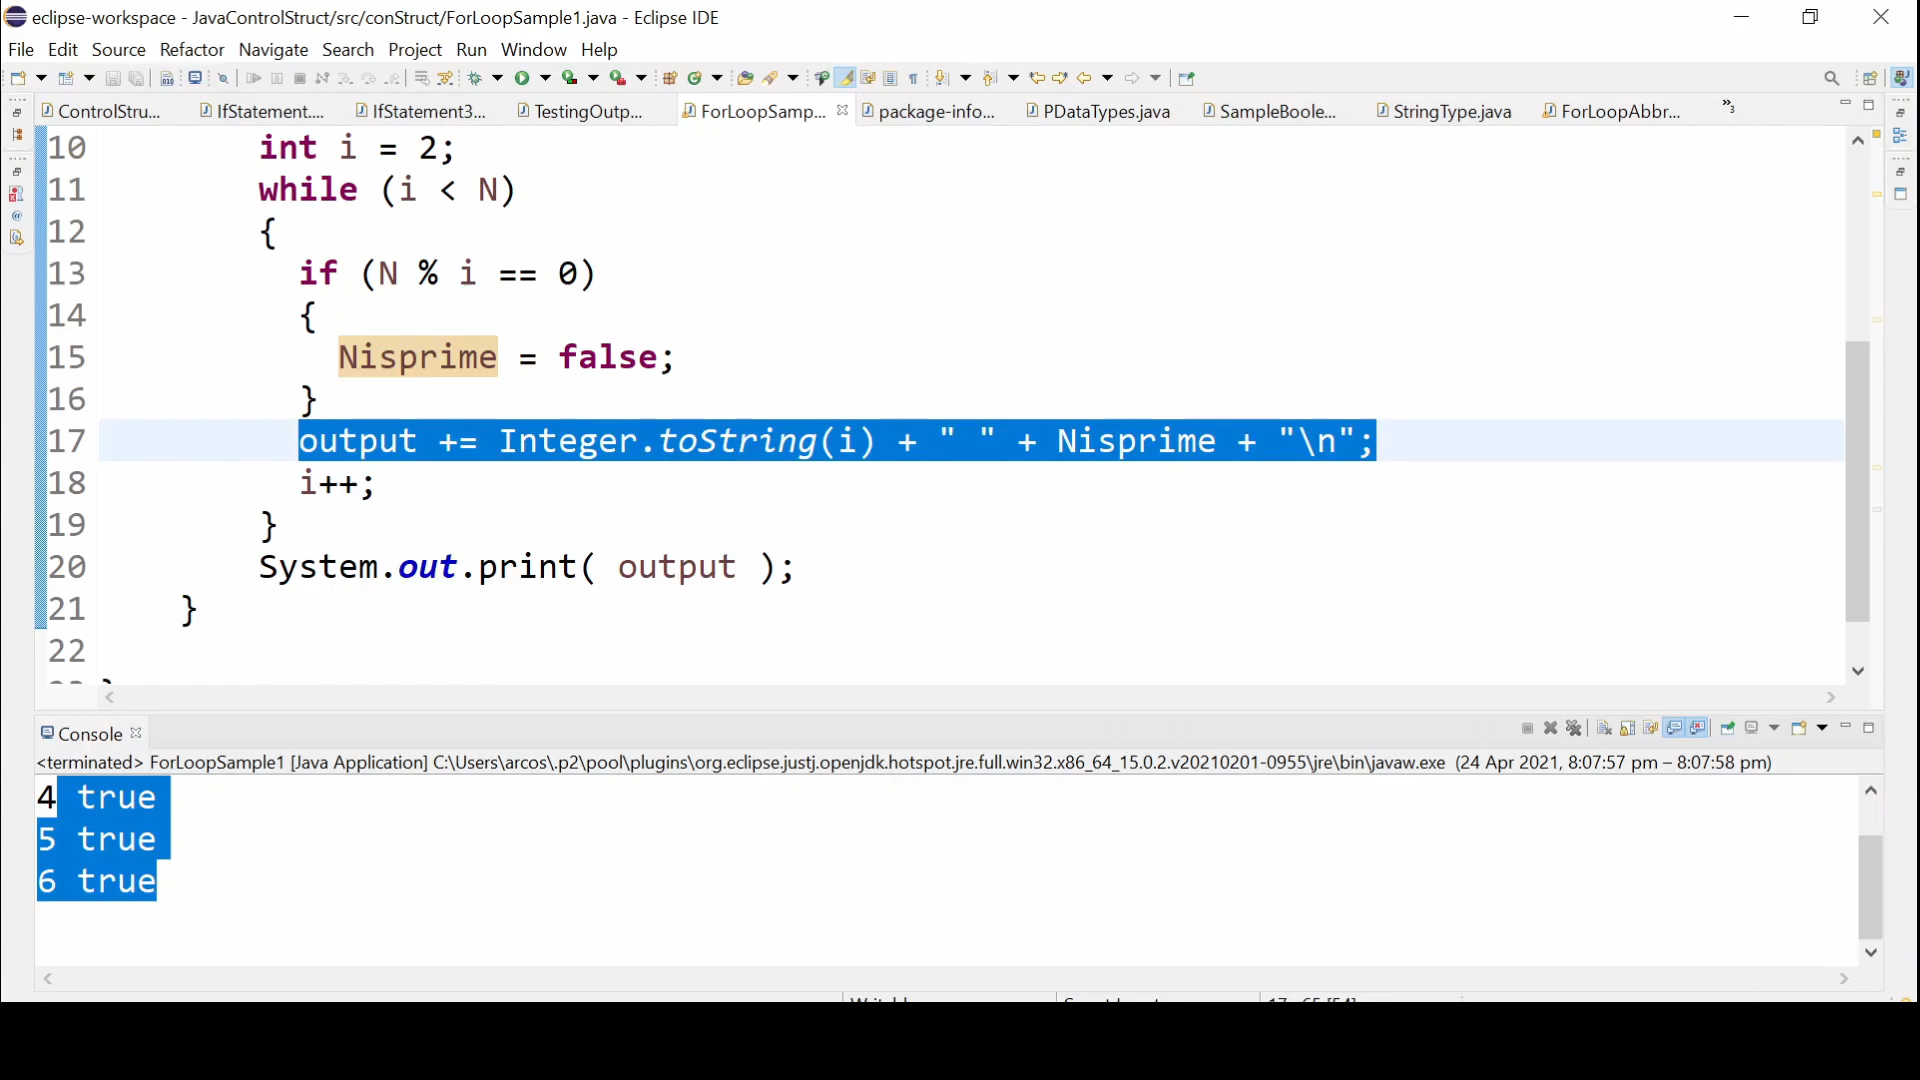 eclipse-workspace - JavaControlStruct/src/conStruct/ForLoopSample1.java - Eclipse IDE
File Edit Source Refactor Navigate Search Project Run Window Help
ControlStru... IfStatement.... IfStatement3... TestingOutp... ForLoopSamp... package-info... PDataTypes.java SampleBoole... StringType.java ForLoopAbbr... »3
10 int i = 2;
11 while (i < N)
12 {
13 if (N % i == 0)
14 {
15 Nisprime = false;
16 }
17 output += Integer.toString(i) + " " + Nisprime + "\n";
18 i++;
19 }
20 System.out.print( output );
21 }
22
Console
<terminated> ForLoopSample1 [Java Application] C:\Users\arcos\.p2\pool\plugins\org.eclipse.justj.openjdk.hotspot.jre.full.win32.x86_64_15.0.2.v20210201-0955\jre\bin\javaw.exe (24 Apr 2021, 8:07:57 pm – 8:07:58 pm)
4 true
5 true
6 true